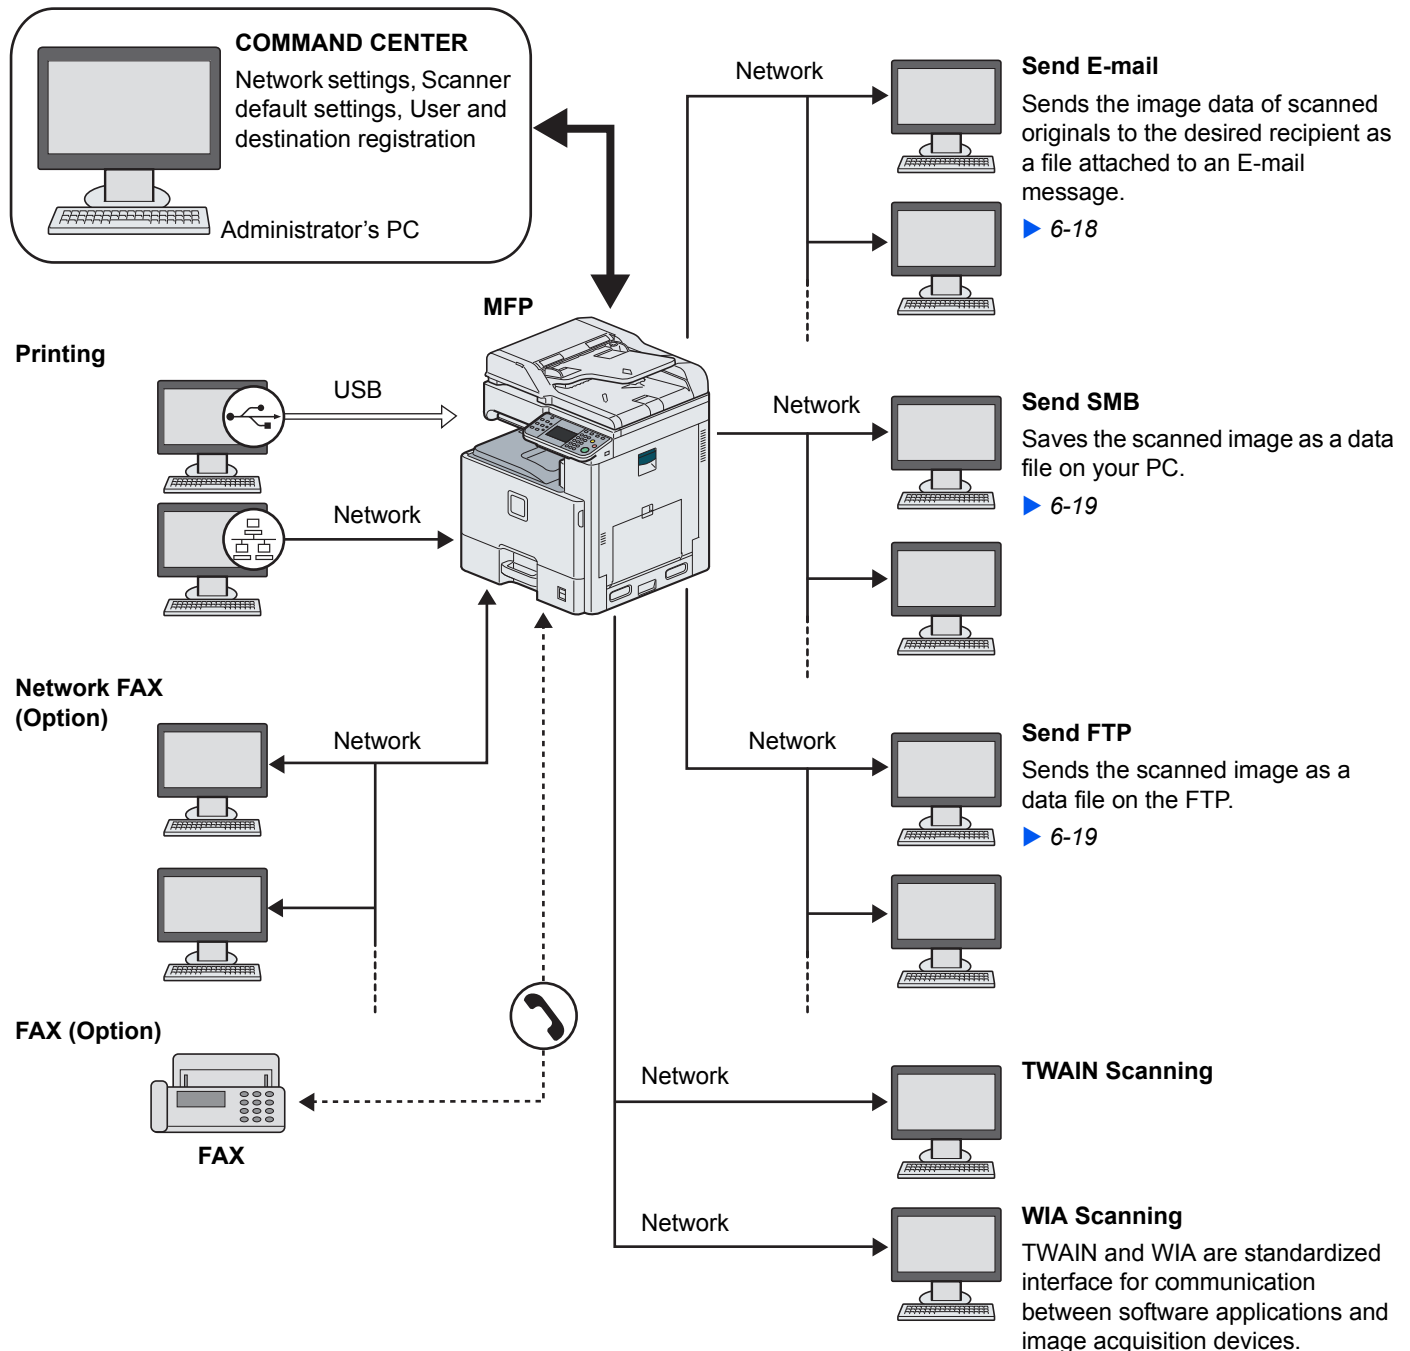 COMMAND CENTER
Network settings, Scanner
default settings, User and
destination registration
Administrator’s PC
Network
Send E-mail
Sends the image data of scanned
originals to the desired recipient as
a file attached to an E-mail
message.
▶ 6-18
MFP
Printing
USB
Network
Network
Send SMB
Saves the scanned image as a data
file on your PC.
▶ 6-19
Network FAX
(Option)
Network
Network
Send FTP
Sends the scanned image as a
data file on the FTP.
▶ 6-19
FAX (Option)
FAX
Network
TWAIN Scanning
Network
WIA Scanning
TWAIN and WIA are standardized
interface for communication
between software applications and
image acquisition devices.